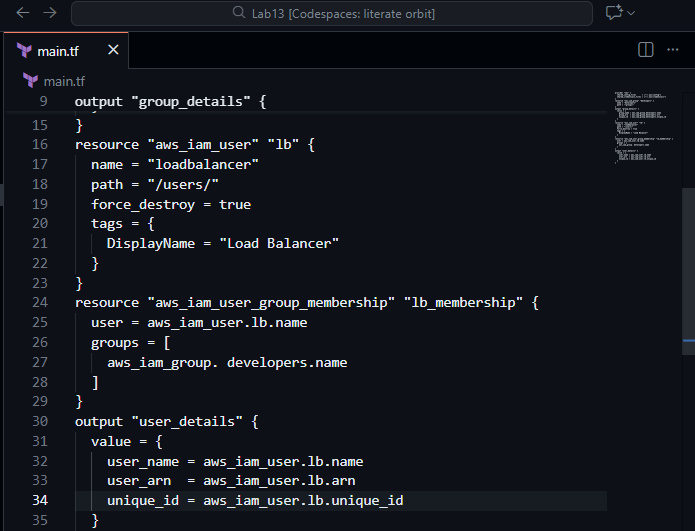 Lab13 [Codespaces: literate orbit]
main.tf
main.tf
9 output "group_details" {
15 }
16 resource "aws_iam_user" "lb" {
17   name = "loadbalancer"
18   path = "/users/"
19   force_destroy = true
20   tags = {
21     DisplayName = "Load Balancer"
22   }
23 }
24 resource "aws_iam_user_group_membership" "lb_membership" {
25   user = aws_iam_user.lb.name
26   groups = [
27     aws_iam_group. developers.name
28   ]
29 }
30 output "user_details" {
31   value = {
32     user_name = aws_iam_user.lb.name
33     user_arn  = aws_iam_user.lb.arn
34     unique_id = aws_iam_user.lb.unique_id
35   }